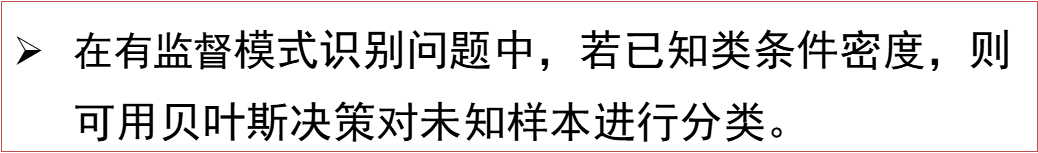 ➢ 在有监督模式识别问题中，若已知类条件密度，则
可用贝叶斯决策对未知样本进行分类。